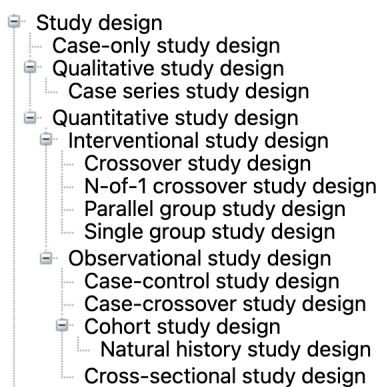 Study design
Case-only study design
Qualitative study design
Case series study design
Quantitative study design
Interventional study design
Crossover study design
N-of-1 crossover study design
Parallel group study design
Single group study design
Observational study design
Case-control study design
Case-crossover study design
Cohort study design
Natural history study design
Cross-sectional study design